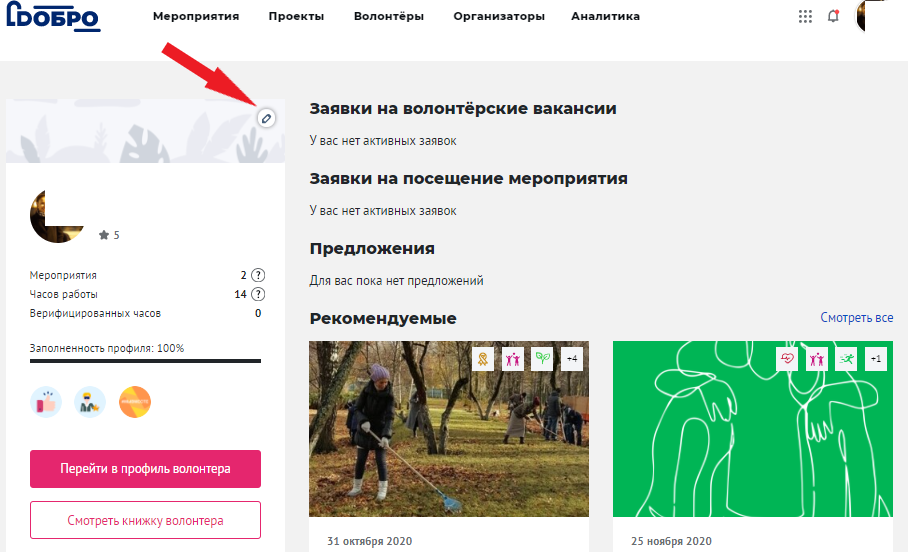 ДОБРО
Мероприятия Проекты Волонтёры Организаторы Аналитика
5
Мероприятия 2 ?
Часов работы 14 ?
Верифицированных часов 0
Заполненность профиля: 100%
Перейти в профиль волонтера
Смотреть книжку волонтера
Заявки на волонтёрские вакансии
У вас нет активных заявок
Заявки на посещение мероприятия
У вас нет активных заявок
Предложения
Для вас пока нет предложений
Рекомендуемые Смотреть все
+4
31 октября 2020
+1
25 ноября 2020